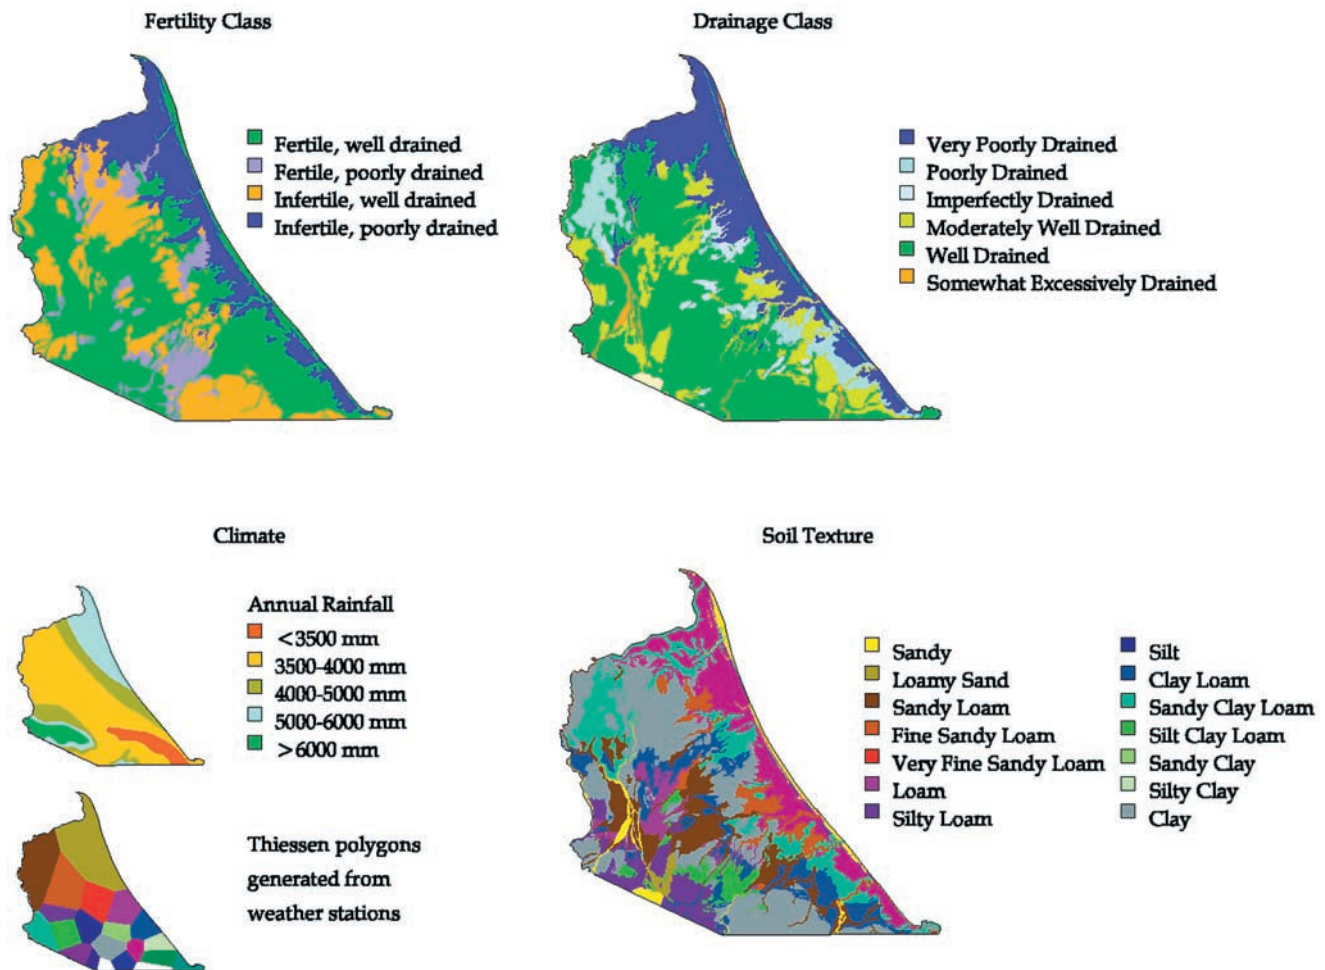 Fertility Class
Fertile, well drained
Fertile, poorly drained
Infertile, well drained
Infertile, poorly drained
Drainage Class
Very Poorly Drained
Poorly Drained
Imperfectly Drained
Moderately Well Drained
Well Drained
Somewhat Excessively Drained
Climate
Annual Rainfall
<3500 mm
3500-4000 mm
4000-5000 mm
5000-6000 mm
>6000 mm
Thiessen polygons
generated from
weather stations
Soil Texture
Sandy
Loamy Sand
Sandy Loam
Fine Sandy Loam
Very Fine Sandy Loam
Loam
Silty Loam
Silt
Clay Loam
Sandy Clay Loam
Silt Clay Loam
Sandy Clay
Silty Clay
Clay